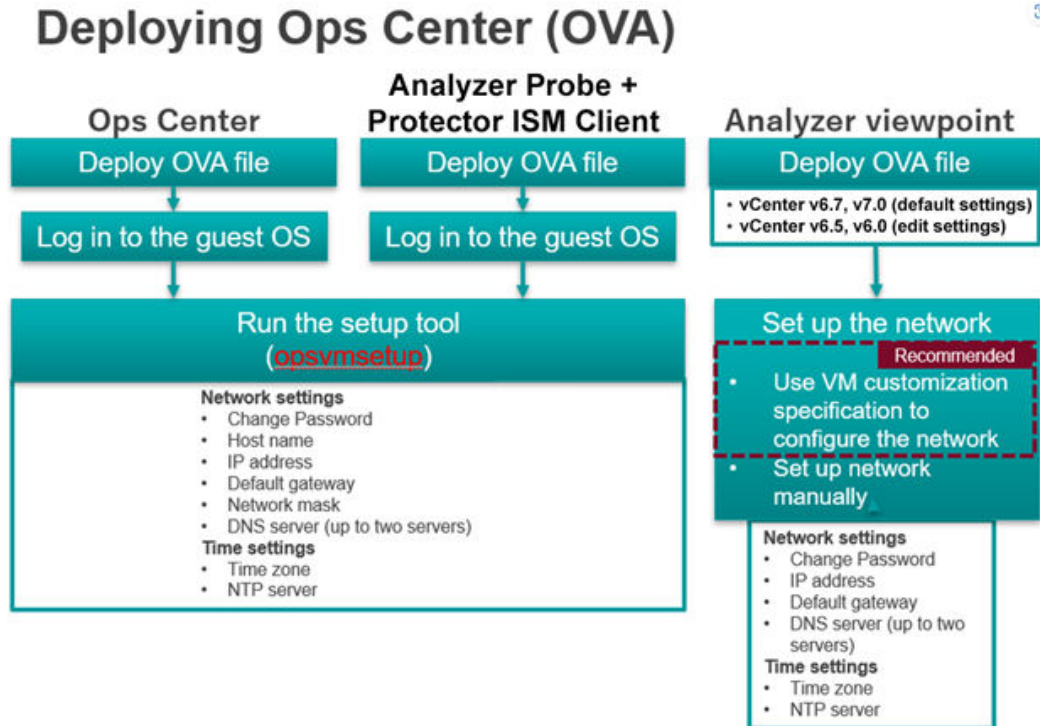 Deploying Ops Center (OVA)
Ops Center
Deploy OVA file
Log in to the guest OS
Analyzer Probe +
Protector ISM Client
Deploy OVA file
Log in to the guest OS
Run the setup tool
(opsvmsetup)
Network settings
• Change Password
• Host name
• IP address
• Default gateway
• Network mask
• DNS server (up to two servers)
Time settings
• Time zone
• NTP server
Analyzer viewpoint
Deploy OVA file
• vCenter v6.7, v7.0 (default settings)
• vCenter v6.5, v6.0 (edit settings)
Set up the network
Recommended
• Use VM customization
specification to
configure the network
• Set up network
manually
Network settings
• Change Password
• IP address
• Default gateway
• DNS server (up to two
servers)
Time settings
• Time zone
• NTP server